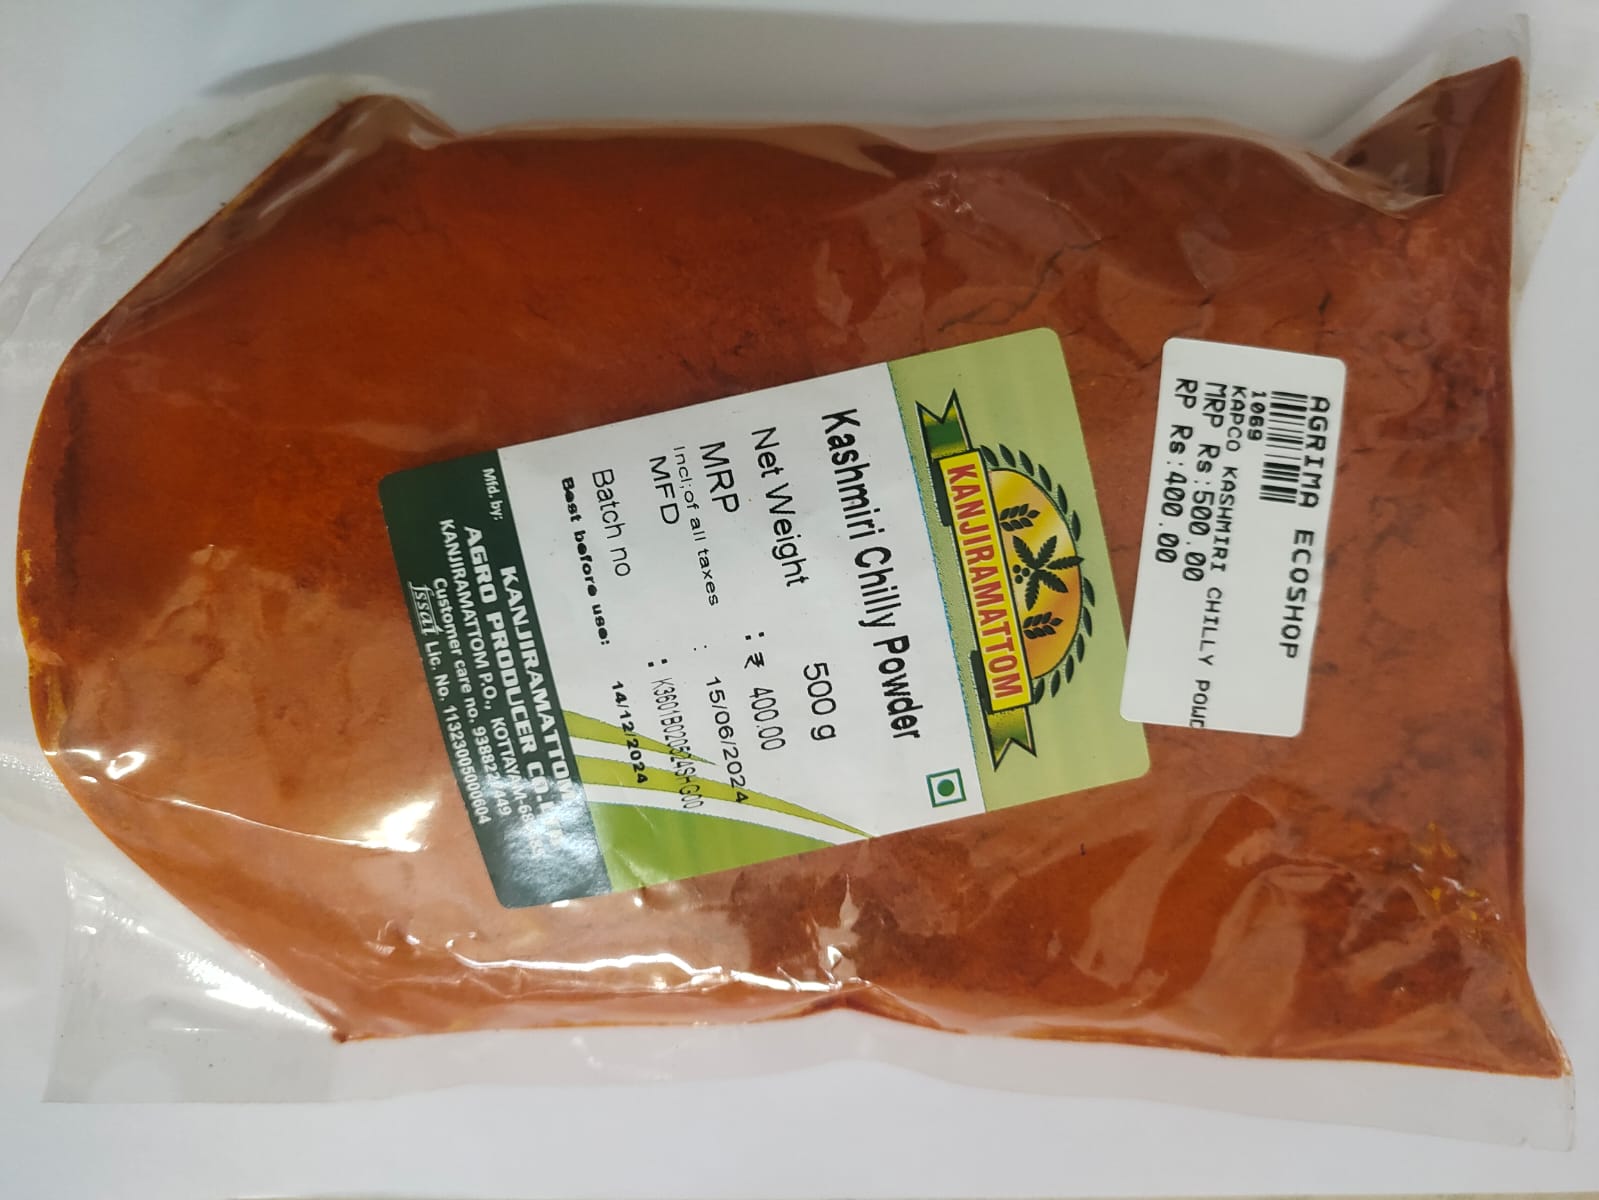 AGRIMA ECOSHOP
1069
KAPCO KASHMIRI CHILLY POWD
MRP Rs:500.00
RP Rs:400.00
KANJIRAMATTOM
Kashmiri Chilly Powder
Net Weight 500 g
MRP : ₹ 400.00
Incl;of all taxes
MFD : 15/06/2024
Batch no : K3601B020524SHG00
Best before use: 14/12/2024
Mfd. by: KANJIRAMATTOM
AGRO PRODUCER CO.LTD
KANJIRAMATTOM P.O., KOTTAYAM-
Customer care no.
fssai Lic. No. 11323005000604